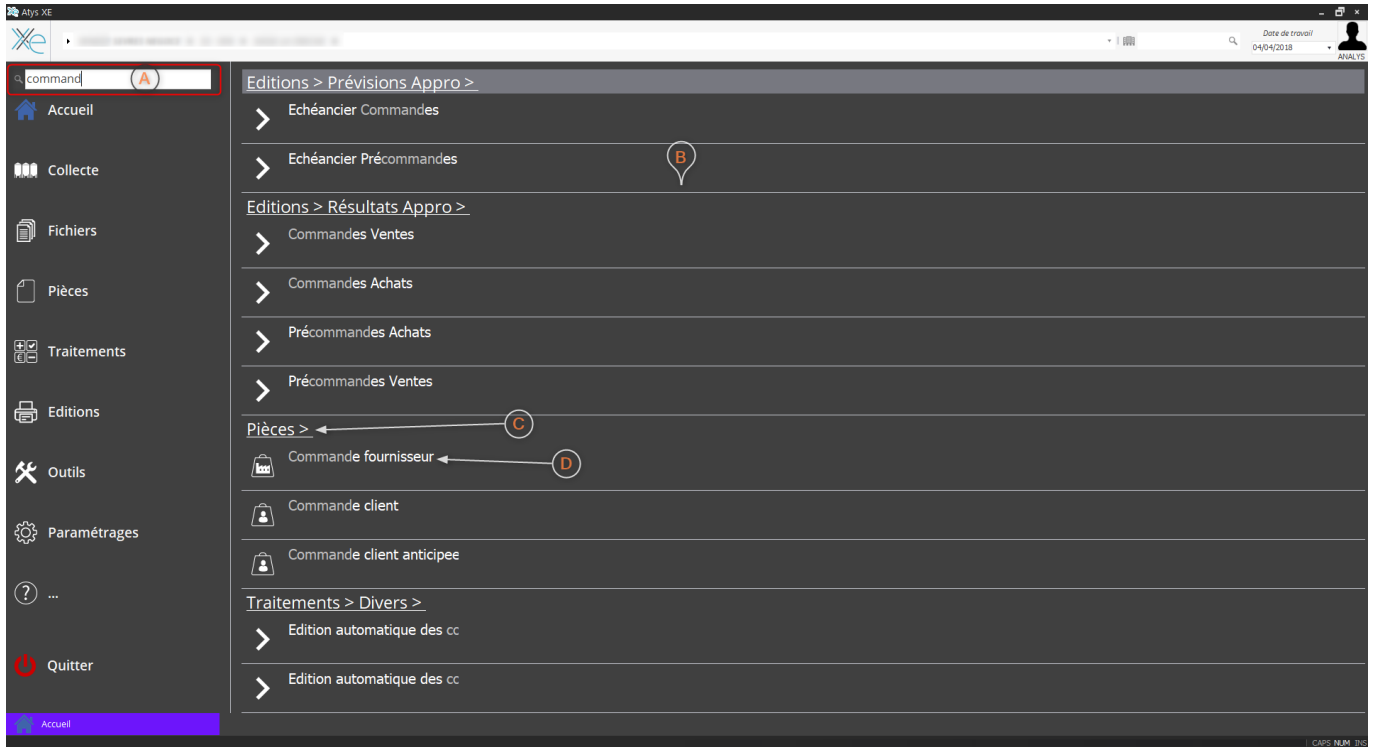 Atys XE
Xe
Date de travail
04/04/2018
ANALYS
command
A
Accueil
Collecte
Fichiers
Pièces
Traitements
Editions
Outils
Paramétrages
? ...
Quitter
Accueil
Editions > Prévisions Appro >
Echéancier Commandes
Echéancier Précommandes
B
Editions > Résultats Appro >
Commandes Ventes
Commandes Achats
Précommandes Achats
Précommandes Ventes
Pièces >
C
Commande fournisseur
D
Commande client
Commande client anticipee
Traitements > Divers >
Edition automatique des cc
Edition automatique des cc
CAPS NUM INS